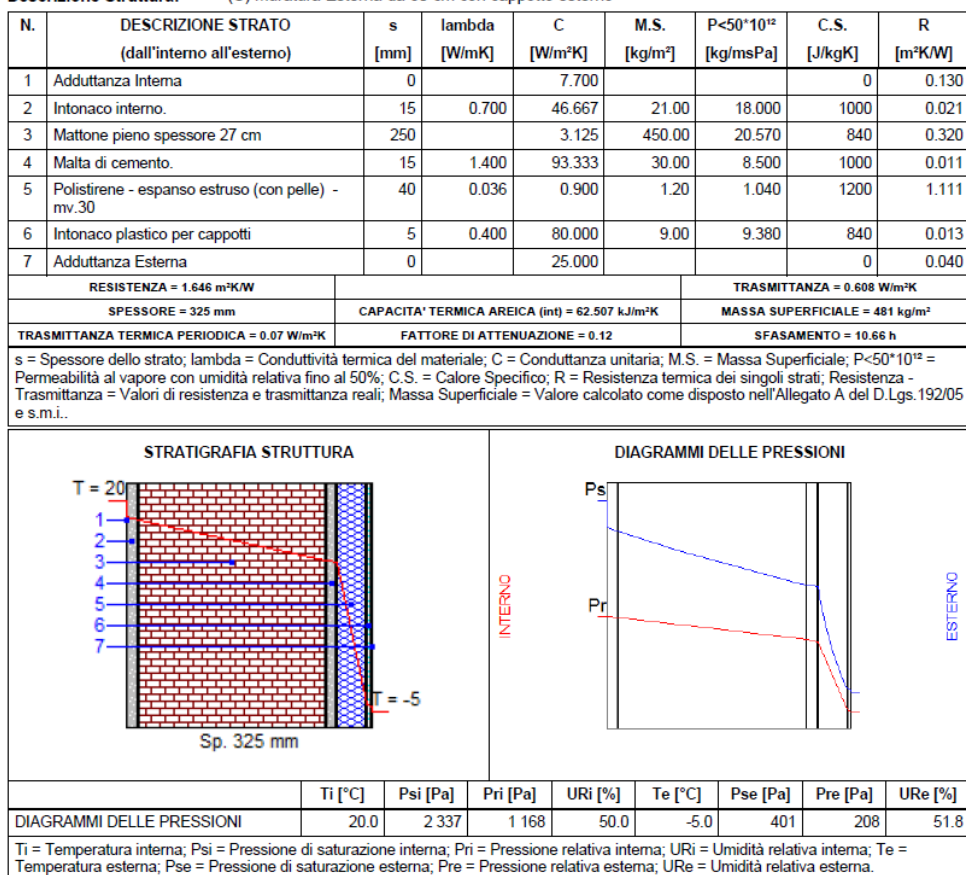 N. DESCRIZIONE STRATO s lambda C M.S. P<50*10¹² C.S. R
(dall'interno all'esterno) [mm] [W/mK] [W/m²K] [kg/m²] [kg/msPa] [J/kgK] [m²K/W]
1 Adduttanza Interna 0 7.700 0 0.130
2 Intonaco interno. 15 0.700 46.667 21.00 18.000 1000 0.021
3 Mattone pieno spessore 27 cm 250 3.125 450.00 20.570 840 0.320
4 Malta di cemento. 15 1.400 93.333 30.00 8.500 1000 0.011
5 Polistirene - espanso estruso (con pelle) - 40 0.036 0.900 1.20 1.040 1200 1.111
mv.30
6 Intonaco plastico per cappotti 5 0.400 80.000 9.00 9.380 840 0.013
7 Adduttanza Esterna 0 25.000 0 0.040
RESISTENZA = 1.646 m²K/W TRASMITTANZA = 0.608 W/m²K
SPESSORE = 325 mm CAPACITA' TERMICA AREICA (int) = 62.507 kJ/m²K MASSA SUPERFICIALE = 481 kg/m²
TRASMITTANZA TERMICA PERIODICA = 0.07 W/m²K FATTORE DI ATTENUAZIONE = 0.12 SFASAMENTO = 10.66 h
s = Spessore dello strato; lambda = Conduttività termica del materiale; C = Conduttanza unitaria; M.S. = Massa Superficiale; P<50*10¹² =
Permeabilità al vapore con umidità relativa fino al 50%; C.S. = Calore Specifico; R = Resistenza termica dei singoli strati; Resistenza -
Trasmittanza = Valori di resistenza e trasmittanza reali; Massa Superficiale = Valore calcolato come disposto nell'Allegato A del D.Lgs.192/05
e s.m.i..
STRATIGRAFIA STRUTTURA
T = 20
1
2
3
4
5
6
7
T = -5
Sp. 325 mm
DIAGRAMMI DELLE PRESSIONI
Ps
Pr
INTERNO
ESTERNO
Ti [°C] Psi [Pa] Pri [Pa] URi [%] Te [°C] Pse [Pa] Pre [Pa] URe [%]
DIAGRAMMI DELLE PRESSIONI 20.0 2 337 1 168 50.0 -5.0 401 208 51.8
Ti = Temperatura interna; Psi = Pressione di saturazione interna; Pri = Pressione relativa interna; URi = Umidità relativa interna; Te =
Temperatura esterna; Pse = Pressione di saturazione esterna; Pre = Pressione relativa esterna; URe = Umidità relativa esterna.